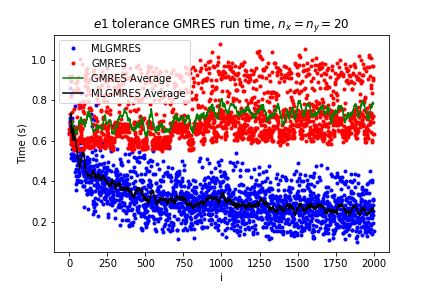 e1 tolerance GMRES run time, n_x = n_y = 20
MLGMRES
GMRES
GMRES Average
MLGMRES Average
Time (s)
1.0
0.8
0.6
0.4
0.2
0 250 500 750 1000 1250 1500 1750 2000
i